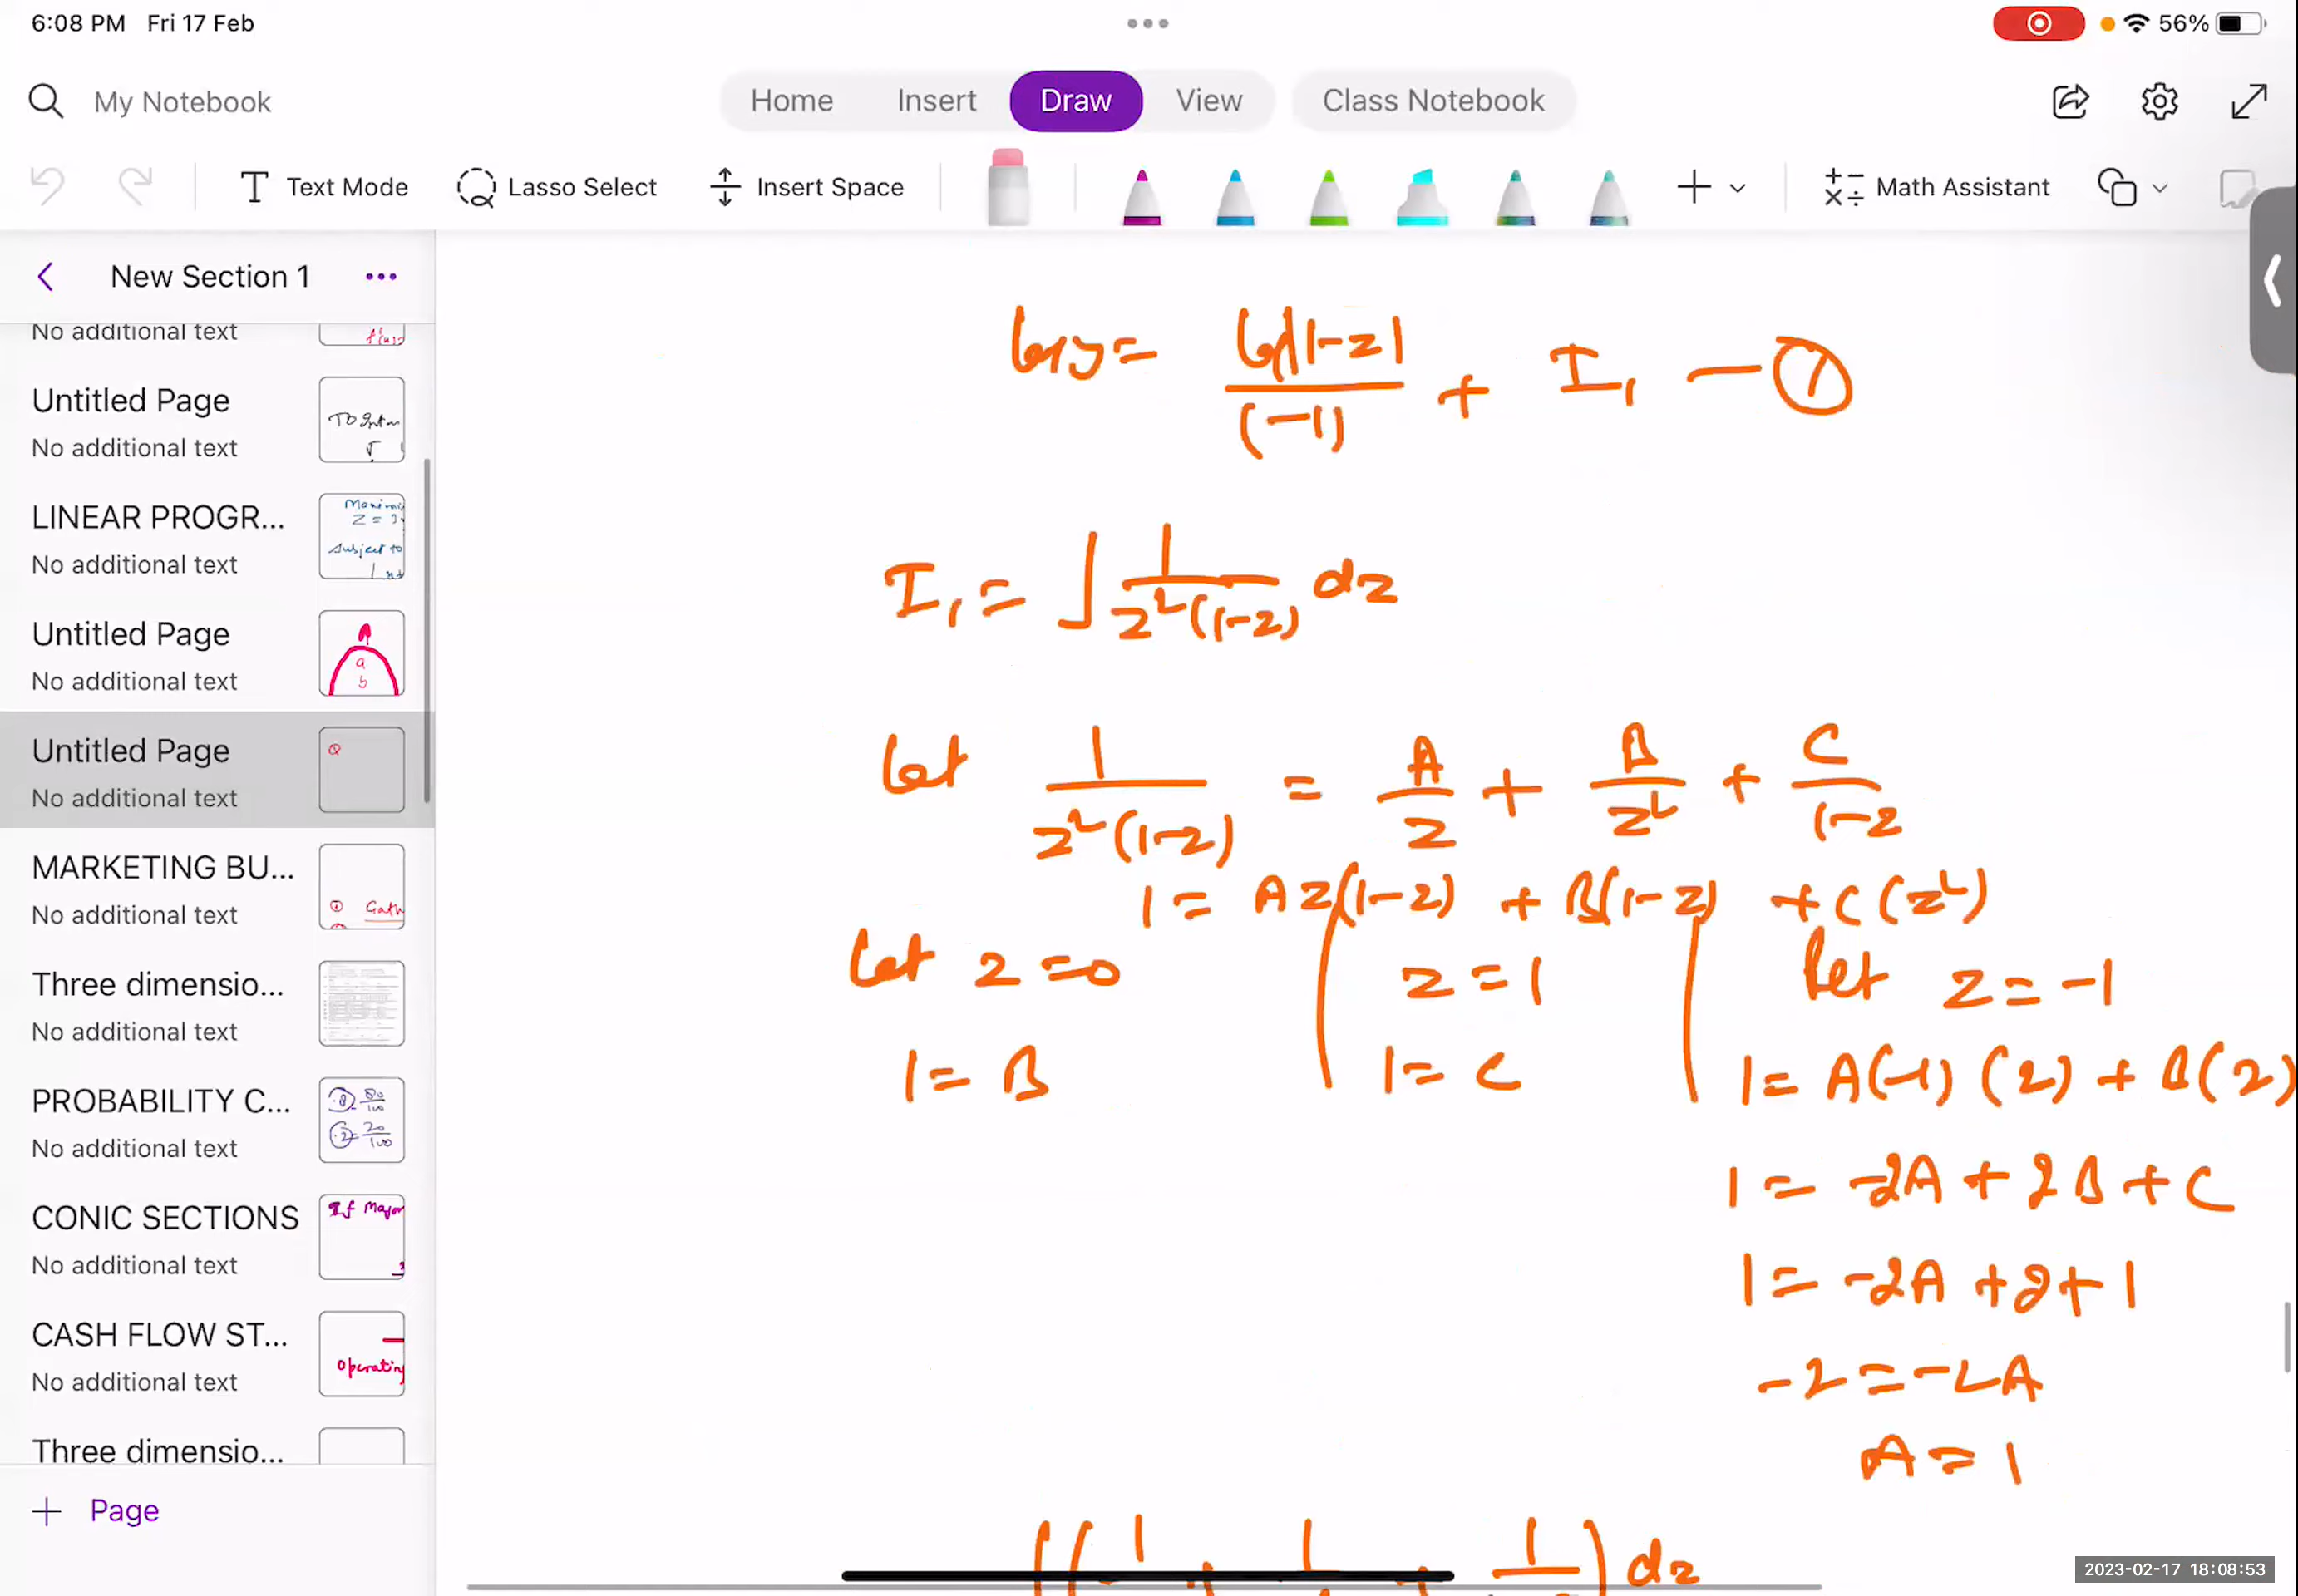 6:08 PM Fri 17 Feb
56%
My Notebook
Home Insert Draw View Class Notebook
Text Mode Lasso Select Insert Space Math Assistant
New Section 1
No additional text
Untitled Page
No additional text
LINEAR PROGR...
No additional text
Untitled Page
No additional text
Untitled Page
No additional text
MARKETING BU...
No additional text
Three dimensio...
No additional text
PROBABILITY C...
No additional text
CONIC SECTIONS
No additional text
CASH FLOW ST...
No additional text
Three dimensio...
+ Page
log y = log|1-z| / (-1) + I₁ — ①
I₁ = ∫ 1/(z²(1-z)) dz
Let 1/(z²(1-z)) = A/z + B/z² + C/(1-z
1 = Az(1-z) + B(1-z) + C(z²)
Let z=0 | z=1 | Let z=-1
1=B | 1=C | 1=A(-1)(2)+B(2)
1=-2A+2B+C
1=-2A+2+1
-2=-2A
A=1
dz
2023-02-17 18:08:53